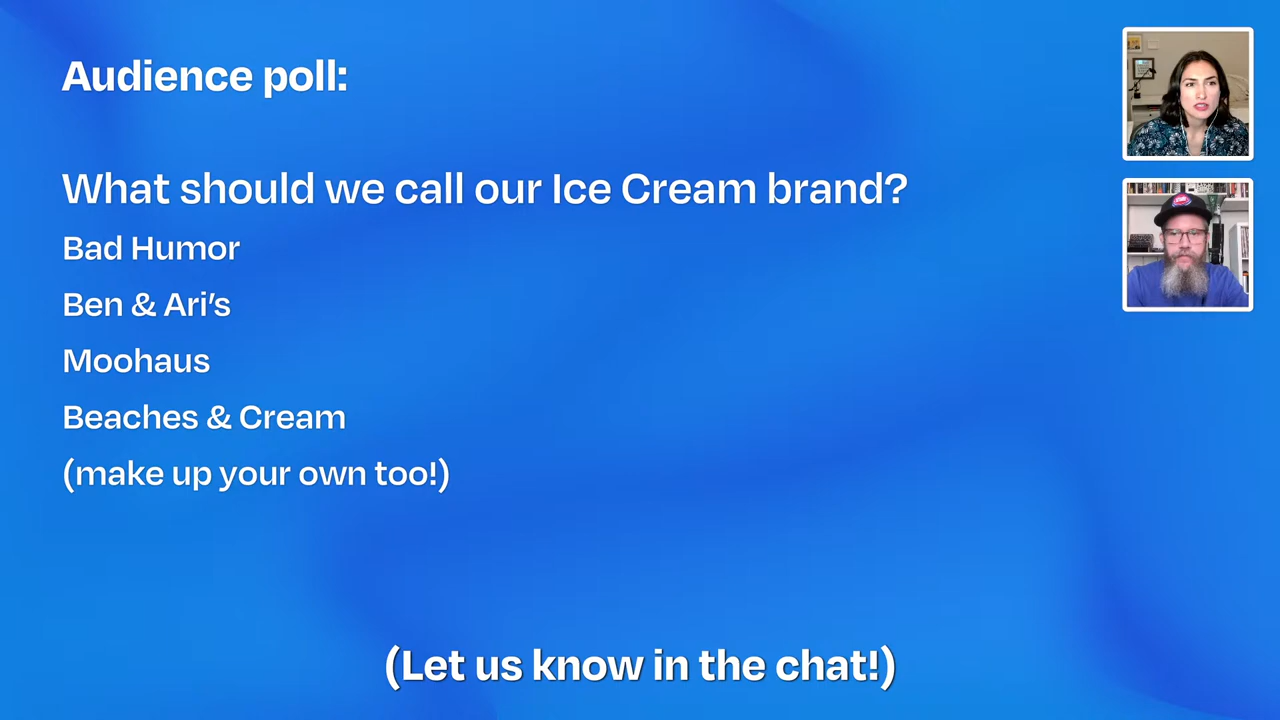 Audience poll:
What should we call our Ice Cream brand?
Bad Humor
Ben & Ari's
Moohaus
Beaches & Cream
(make up your own too!)
(Let us know in the chat!)